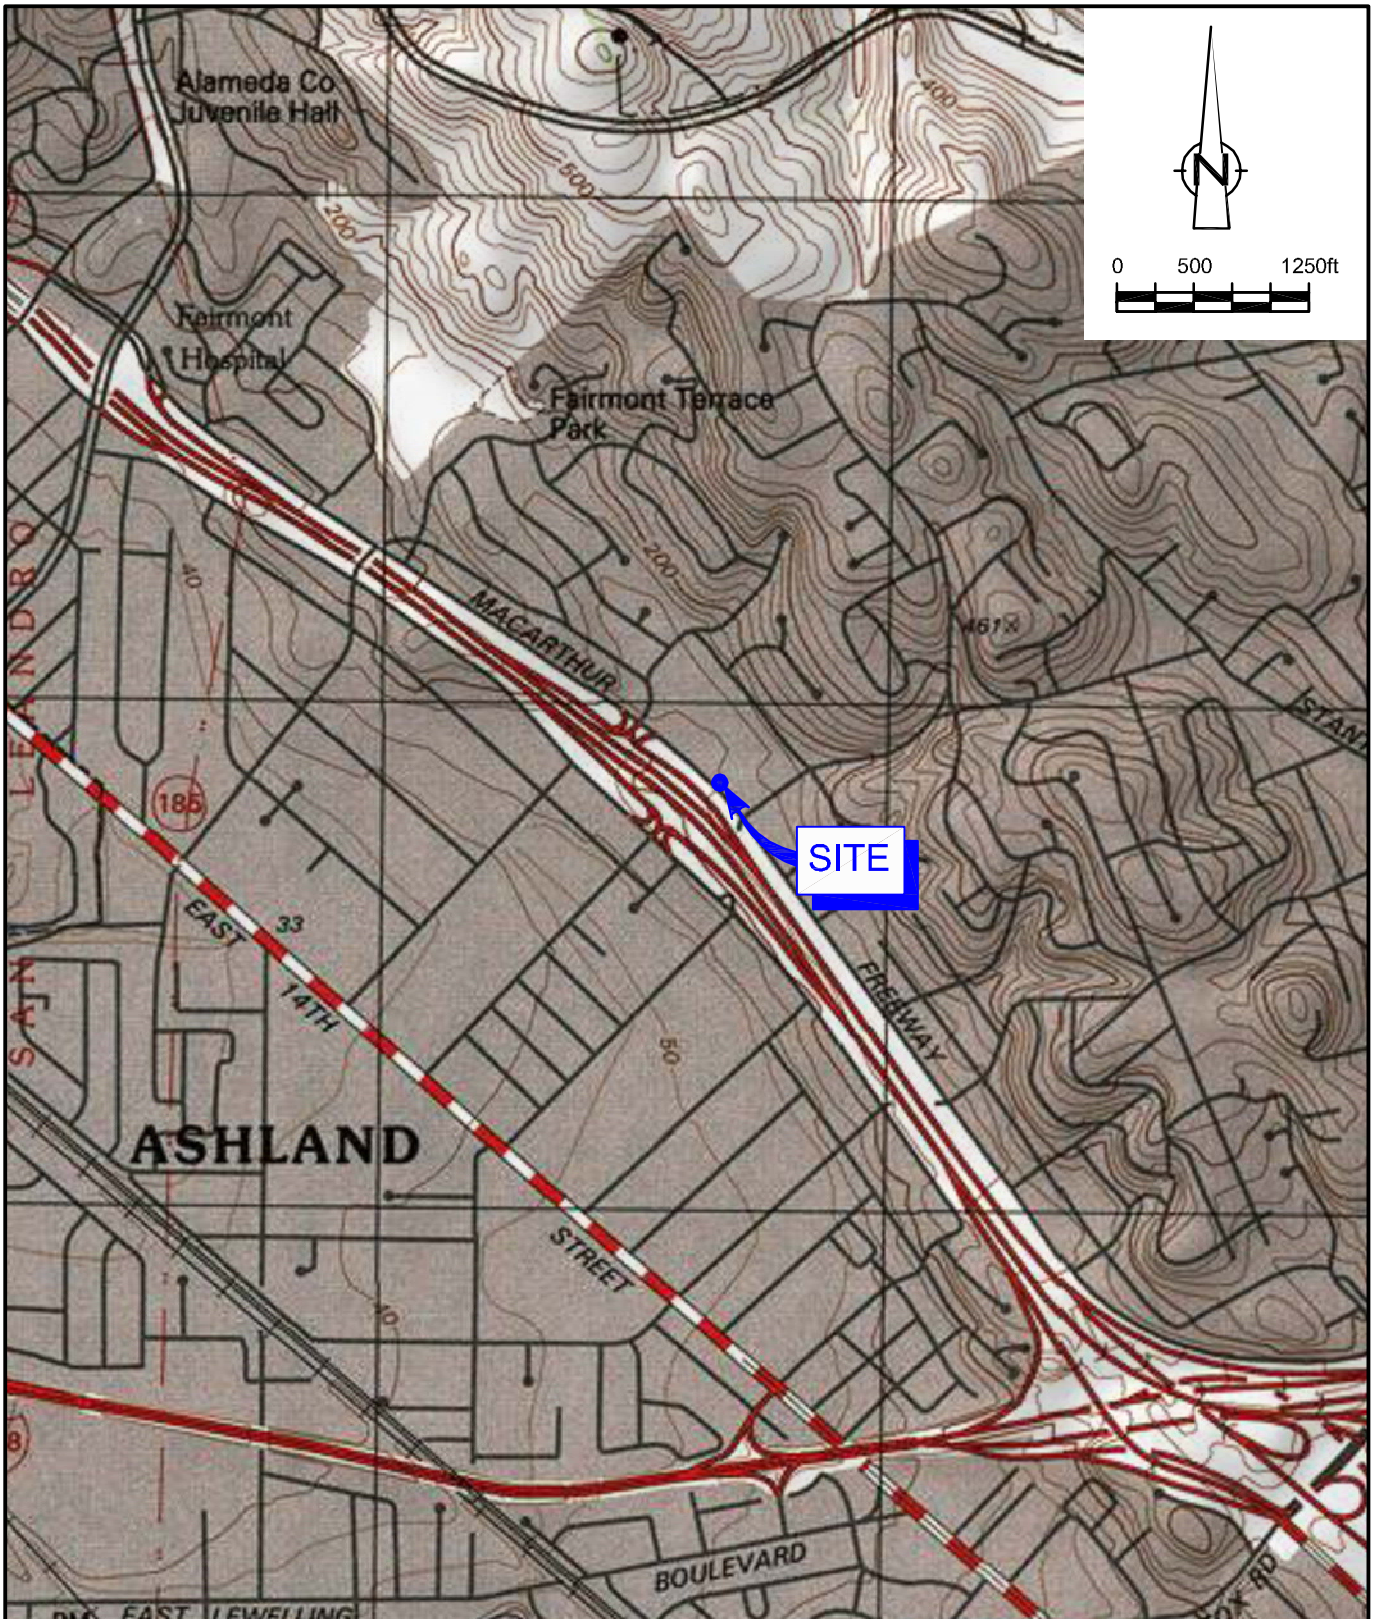 Alameda Co
Juvenile Hall
400
500
200
N
0 500 1250ft
Fairmont
Hospital
Fairmont Terrace
Park
40
200
MACARTHUR
461
SAN LEANDRO
185
SITE
EAST
33
14TH
FREEWAY
50
ASHLAND
STREET
40
BOULEVARD
EAST LEWELLING